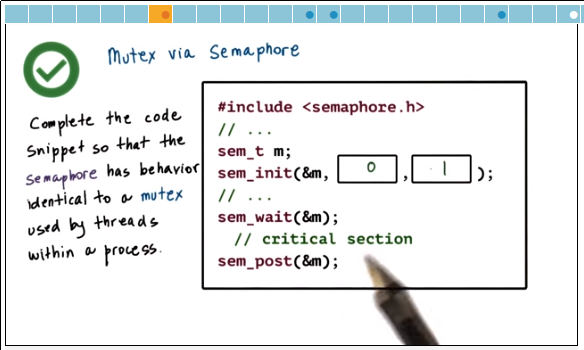 Mutex via Semaphore
Complete the code
snippet so that the
semaphore has behavior
identical to a mutex
used by threads
within a process.
#include <semaphore.h>
// ...
sem_t m;
sem_init(&m, 0 , 1 );
// ...
sem_wait(&m);
// critical section
sem_post(&m);